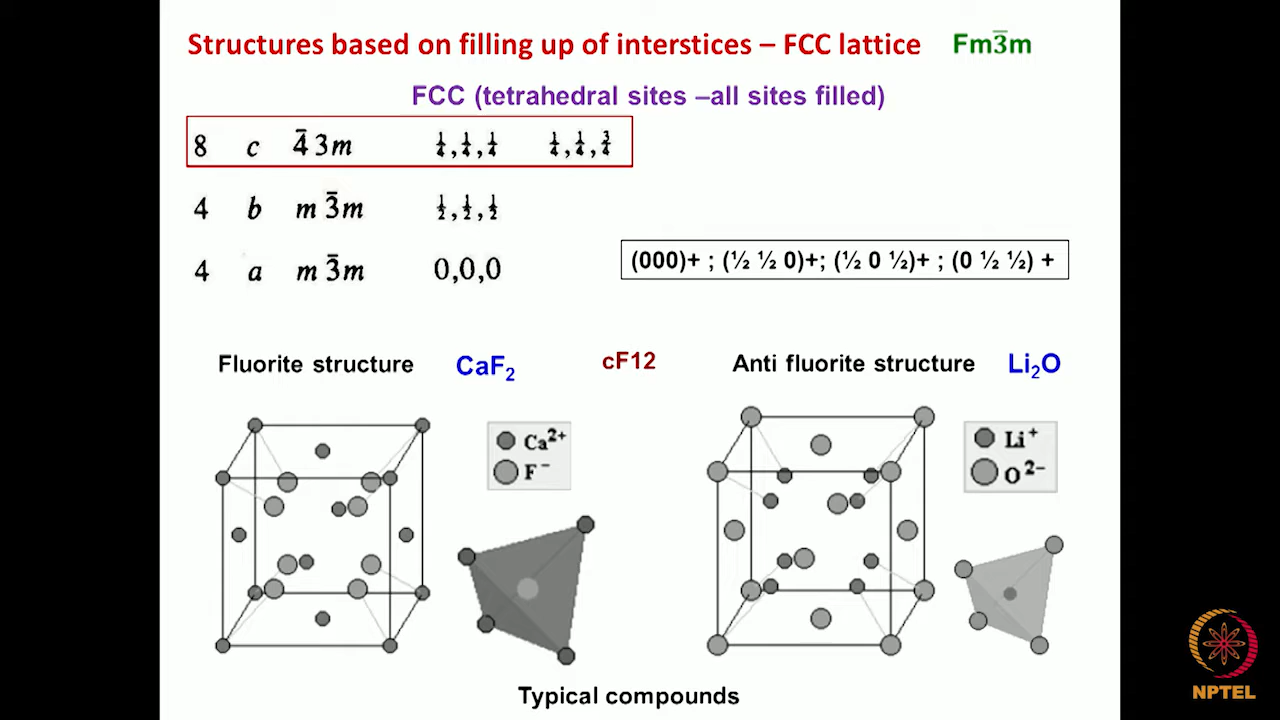 Structures based on filling up of interstices – FCC lattice Fm3̅m
FCC (tetrahedral sites –all sites filled)
8 c 4̅3m ¼,¼,¼ ¼,¼,¾
4 b m3̅m ½,½,½
4 a m3̅m 0,0,0
(000)+ ; (½ ½ 0)+; (½ 0 ½)+ ; (0 ½ ½) +
Fluorite structure CaF₂ cF12 Anti fluorite structure Li₂O
Ca²⁺
F⁻
Li⁺
O²⁻
Typical compounds
NPTEL